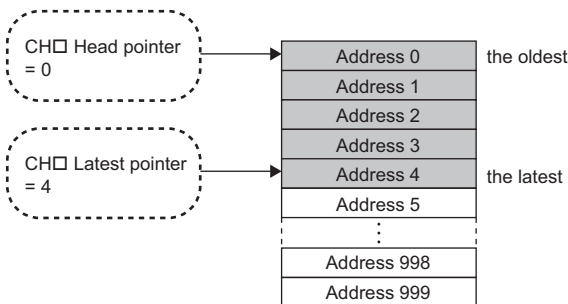 CH□ Head pointer
= 0
Address 0
the oldest
Address 1
Address 2
Address 3
CH□ Latest pointer
= 4
Address 4
the latest
Address 5
Address 998
Address 999